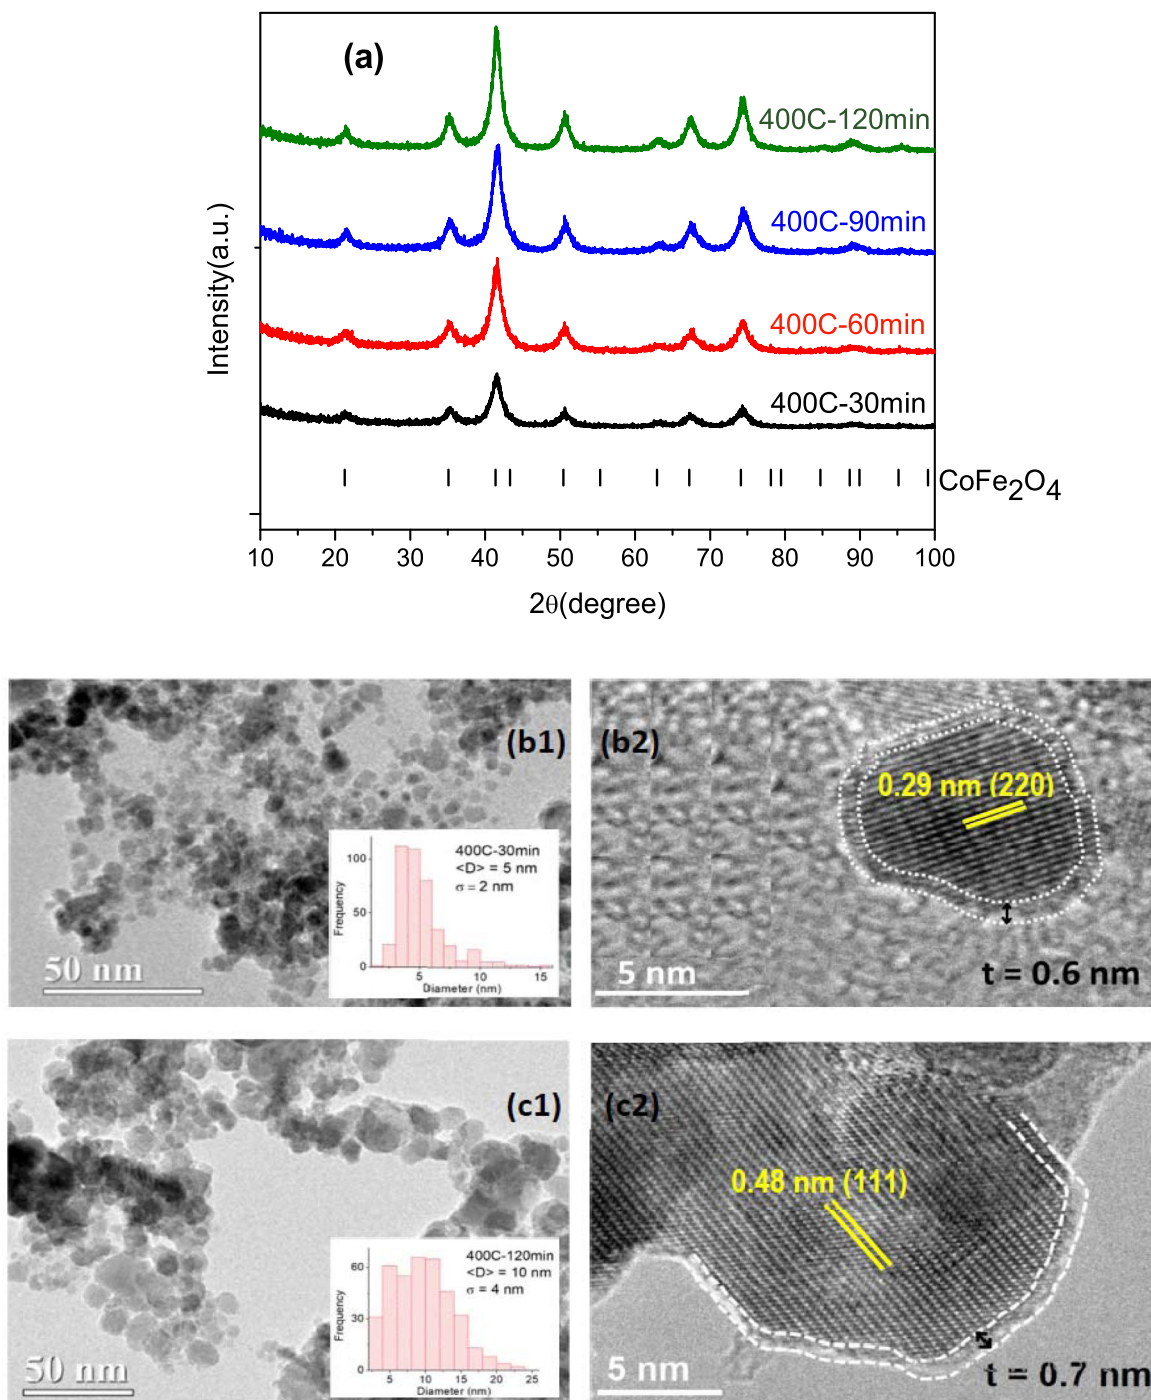 (a)
400C-120min
400C-90min
400C-60min
400C-30min
CoFe2O4
Intensity(a.u.)
10 20 30 40 50 60 70 80 90 100
2θ(degree)
(b1)
400C-30min
<D> = 5 nm
σ = 2 nm
Frequency
100
50
0
5 10 15
Diameter (nm)
50 nm
(b2)
0.29 nm (220)
5 nm
t = 0.6 nm
(c1)
400C-120min
<D> = 10 nm
σ = 4 nm
Frequency
60
30
0
5 10 15 20 25
Diameter (nm)
50 nm
(c2)
0.48 nm (111)
5 nm
t = 0.7 nm